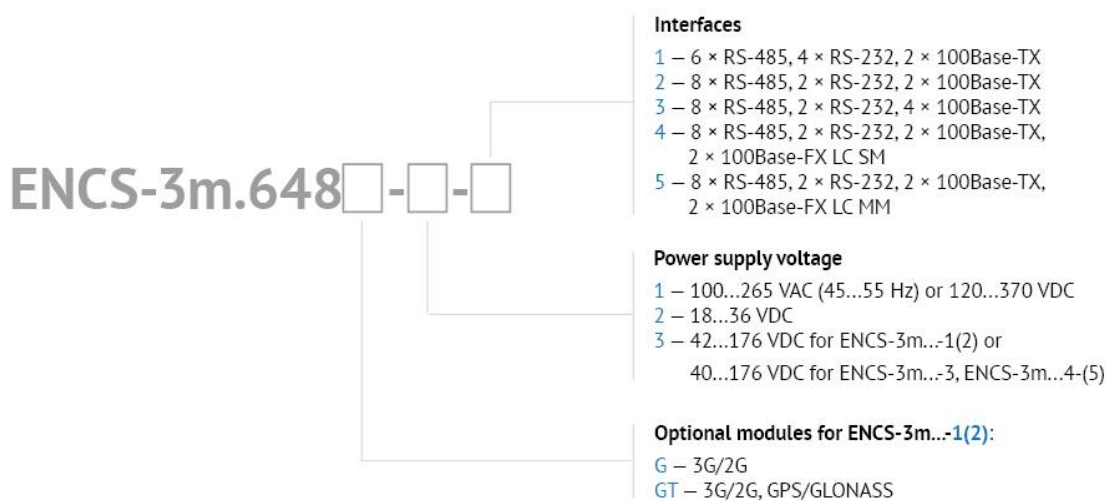 Interfaces
1 – 6 × RS-485, 4 × RS-232, 2 × 100Base-TX
2 – 8 × RS-485, 2 × RS-232, 2 × 100Base-TX
3 – 8 × RS-485, 2 × RS-232, 4 × 100Base-TX
4 – 8 × RS-485, 2 × RS-232, 2 × 100Base-TX,
2 × 100Base-FX LC SM
5 – 8 × RS-485, 2 × RS-232, 2 × 100Base-TX,
2 × 100Base-FX LC MM
ENCS-3m.648□-□-□
Power supply voltage
1 – 100...265 VAC (45...55 Hz) or 120...370 VDC
2 – 18...36 VDC
3 – 42...176 VDC for ENCS-3m...-1(2) or
40...176 VDC for ENCS-3m...-3, ENCS-3m...4-(5)
Optional modules for ENCS-3m...-1(2):
G – 3G/2G
GT – 3G/2G, GPS/GLONASS